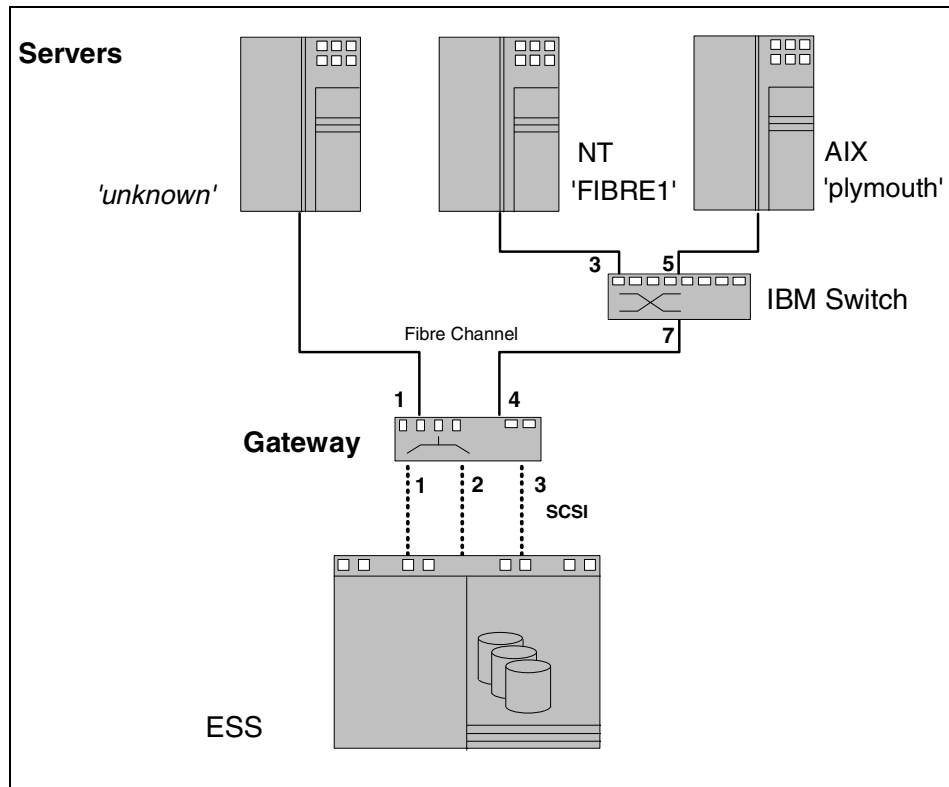 Servers
'unknown'
NT
'FIBRE1'
AIX
'plymouth'
3
5
IBM Switch
7
Fibre Channel
1
4
Gateway
1
2
3
SCSI
ESS